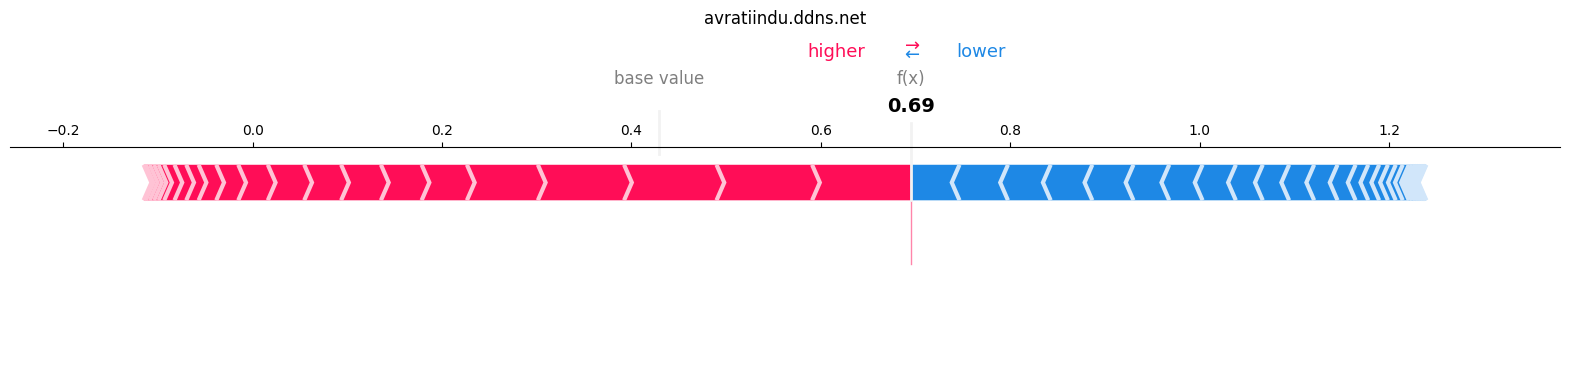 avratiindu.ddns.net
higher ⇄ lower
base value f(x)
0.69
−0.2 0.0 0.2 0.4 0.6 0.8 1.0 1.2